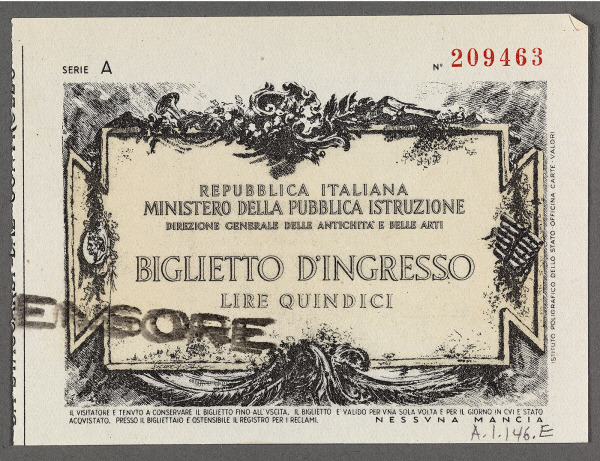 SERIE A
Nº 209463
REPUBBLICA ITALIANA
MINISTERO DELLA PUBBLICA ISTRUZIONE
DIREZIONE GENERALE DELLE ANTICHITA' E BELLE ARTI
BIGLIETTO D'INGRESSO
LIRE QUINDICI
ENSORE
IL VISITATORE E TENVTO A CONSERVARE IL BIGLIETTO FINO ALL' VSCITA. IL BIGLIETTO E VALIDO PER VNA SOLA VOLTA E PER IL GIORNO IN CVI E STATO
ACQVISTATO. PRESSO IL BIGLIETTAIO E OSTENSIBILE IL REGISTRO PER I RECLAMI. NESSVNA MANCIA
A.1.146.E
ISTITUTO POLIGRAFICO DELLO STATO OFFICINA CARTE-VALORI